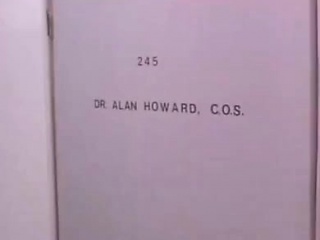 245
DR. ALAN HOWARD, C.O.S.